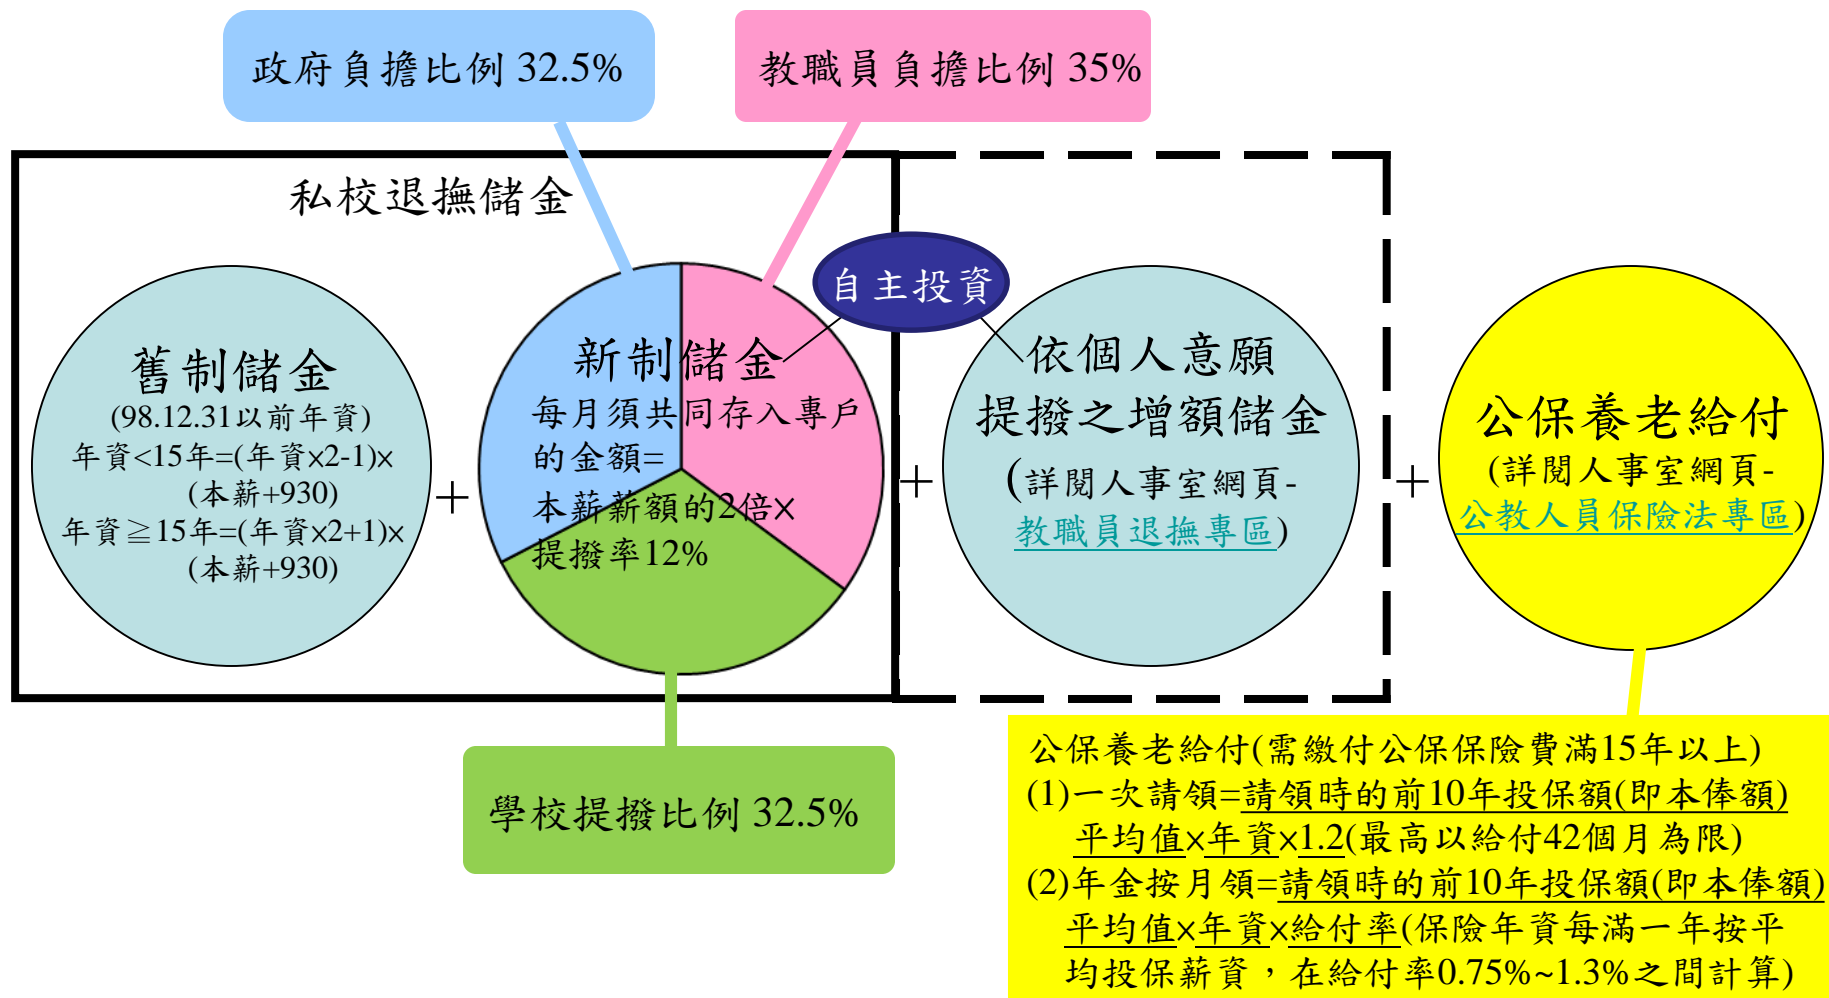 政府負擔比例 32.5%
教職員負擔比例 35%
私校退撫儲金
自主投資
舊制儲金
(98.12.31以前年資)
年資<15年=(年資×2-1)×
(本薪+930)
年資≧15年=(年資×2+1)×
(本薪+930)
+
新制儲金
每月須共同存入專戶
的金額=
本薪薪額的2倍×
提撥率12%
+
依個人意願
提撥之增額儲金
(詳閱人事室網頁-
教職員退撫專區)
+
公保養老給付
(詳閱人事室網頁-
公教人員保險法專區)
學校提撥比例 32.5%
公保養老給付(需繳付公保保險費滿15年以上)
(1)一次請領=請領時的前10年投保額(即本俸額)
平均值×年資×1.2(最高以給付42個月為限)
(2)年金按月領=請領時的前10年投保額(即本俸額)
平均值×年資×給付率(保險年資每滿一年按平
均投保薪資，在給付率0.75%~1.3%之間計算)